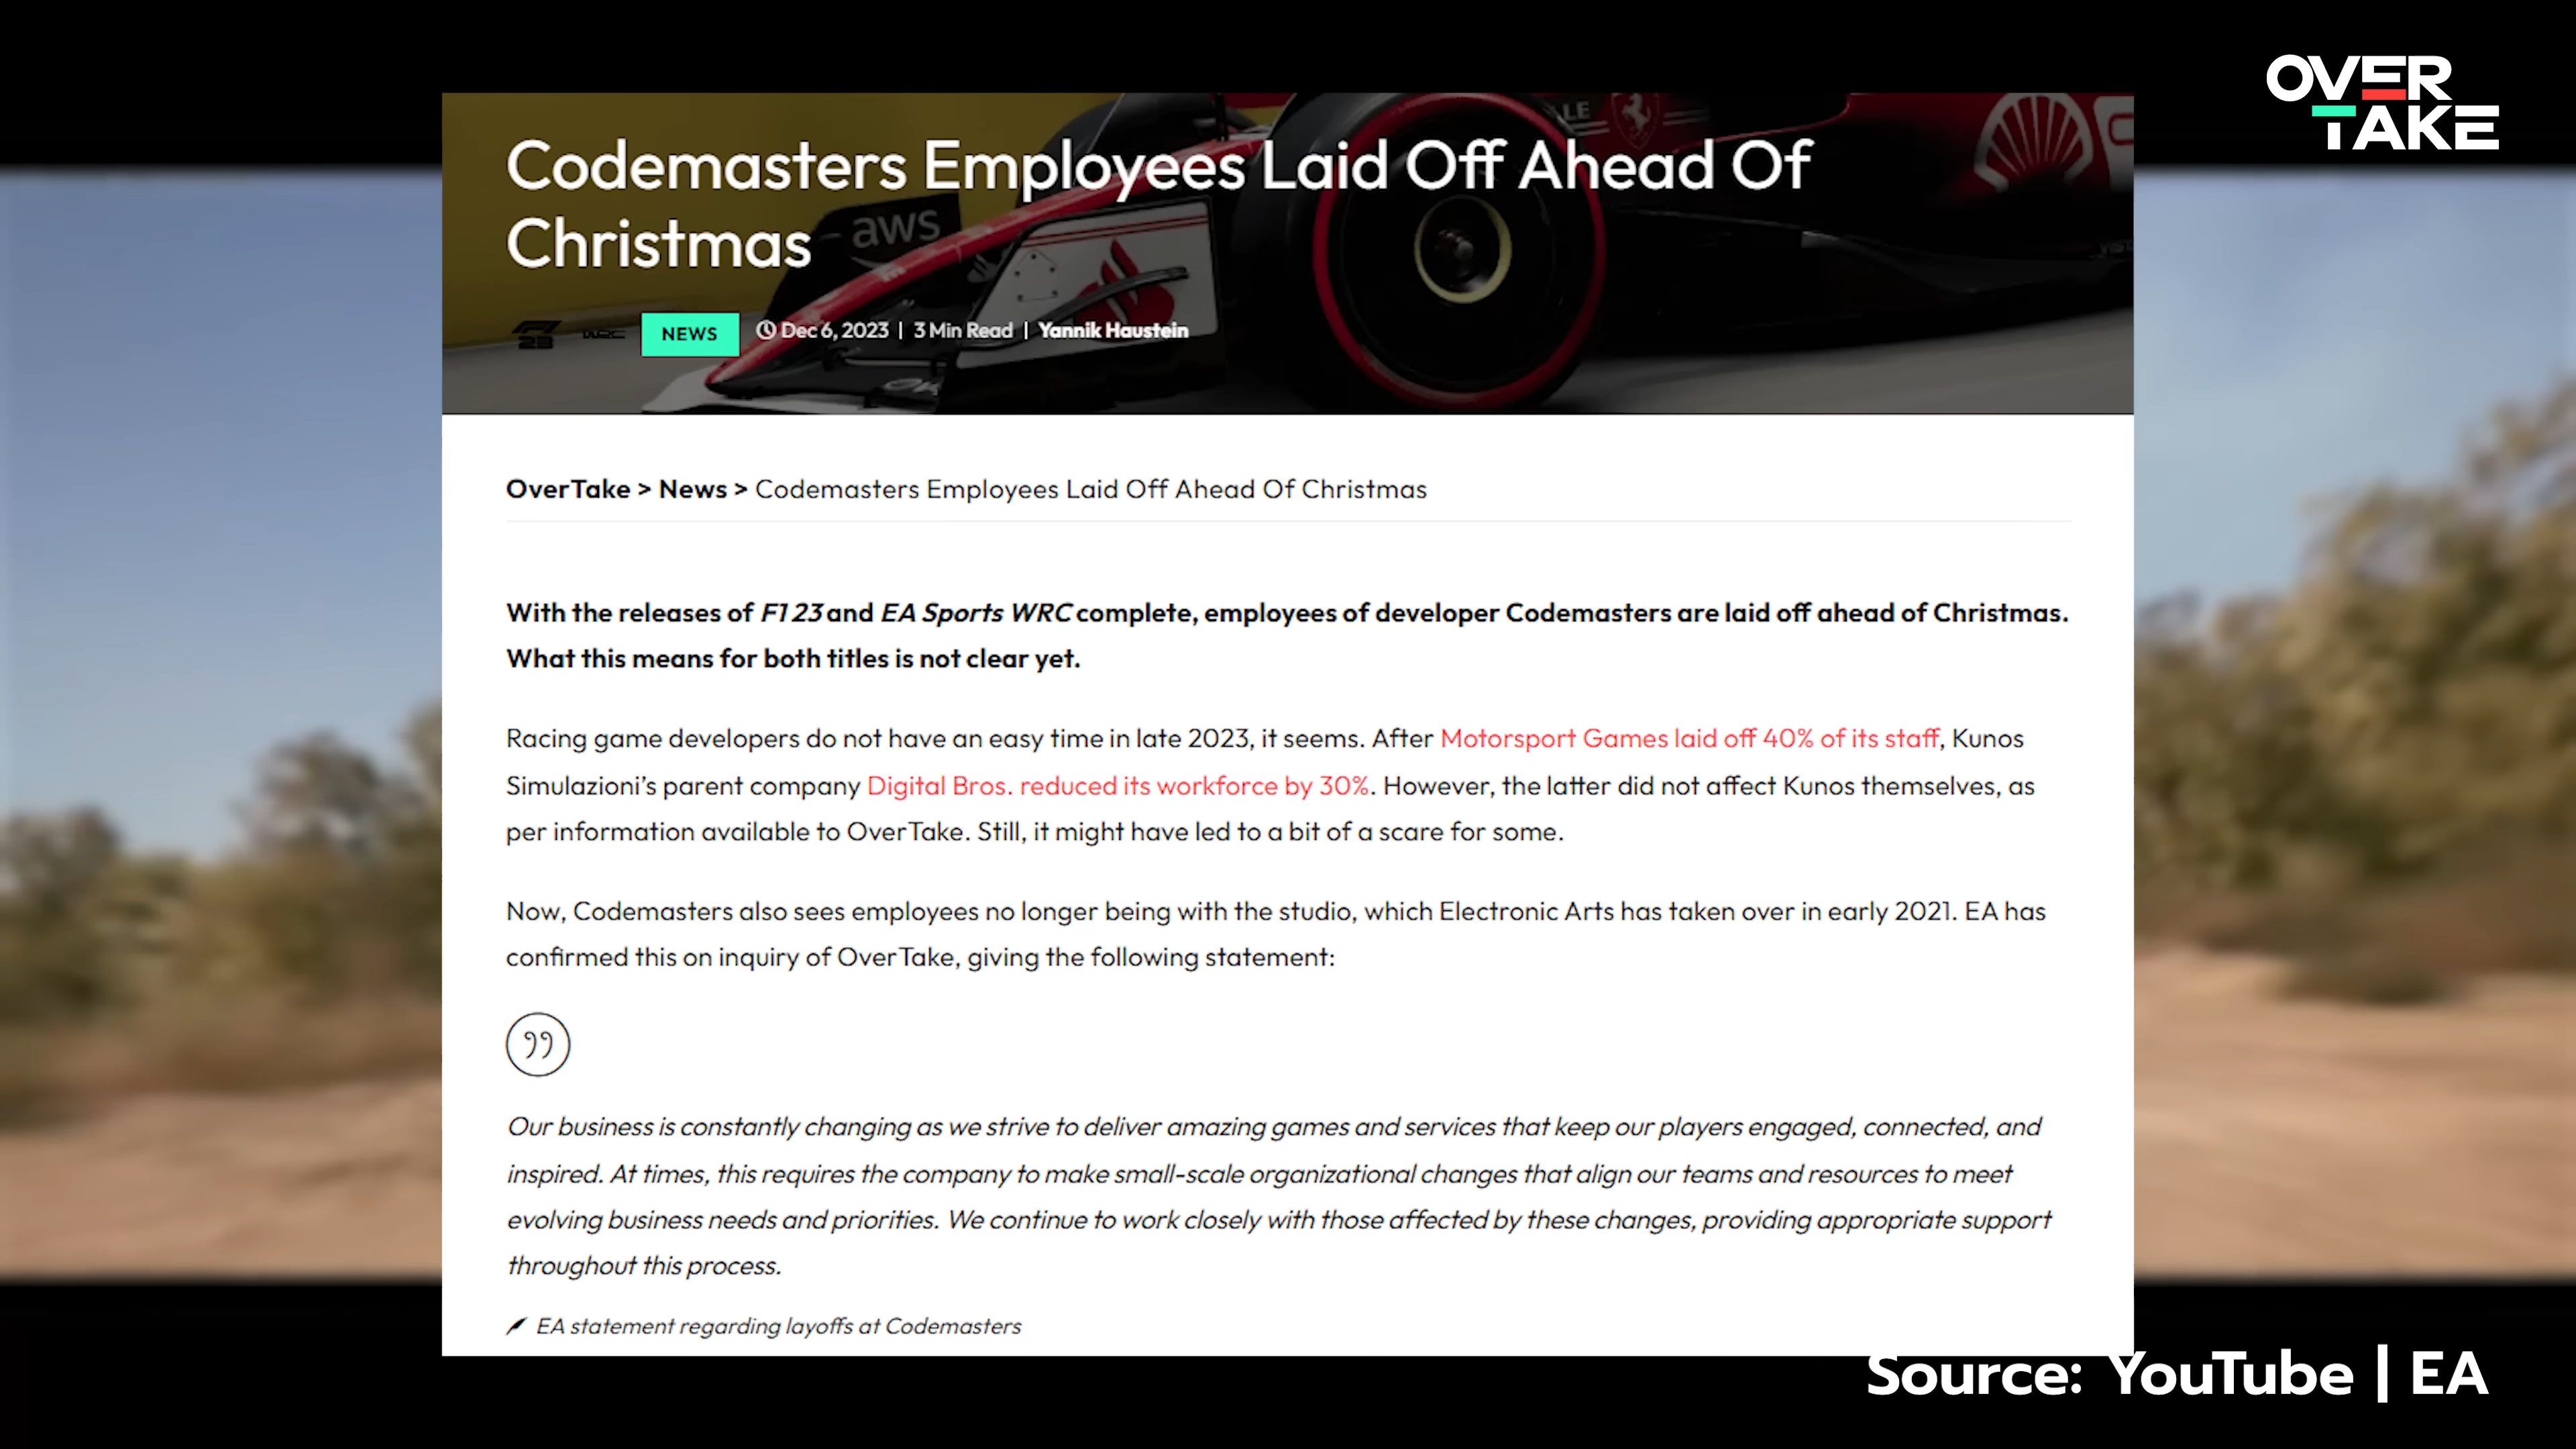 OVER
TAKE
Codemasters Employees Laid Off Ahead Of
Christmas
aws
NEWS
Dec 6, 2023 | 3 Min Read | Yannik Haustein
OverTake > News > Codemasters Employees Laid Off Ahead Of Christmas
With the releases of F1 23 and EA Sports WRC complete, employees of developer Codemasters are laid off ahead of Christmas.
What this means for both titles is not clear yet.
Racing game developers do not have an easy time in late 2023, it seems. After Motorsport Games laid off 40% of its staff, Kunos
Simulazioni’s parent company Digital Bros. reduced its workforce by 30%. However, the latter did not affect Kunos themselves, as
per information available to OverTake. Still, it might have led to a bit of a scare for some.
Now, Codemasters also sees employees no longer being with the studio, which Electronic Arts has taken over in early 2021. EA has
confirmed this on inquiry of OverTake, giving the following statement:
Our business is constantly changing as we strive to deliver amazing games and services that keep our players engaged, connected, and
inspired. At times, this requires the company to make small-scale organizational changes that align our teams and resources to meet
evolving business needs and priorities. We continue to work closely with those affected by these changes, providing appropriate support
throughout this process.
EA statement regarding layoffs at Codemasters
Source: YouTube | EA